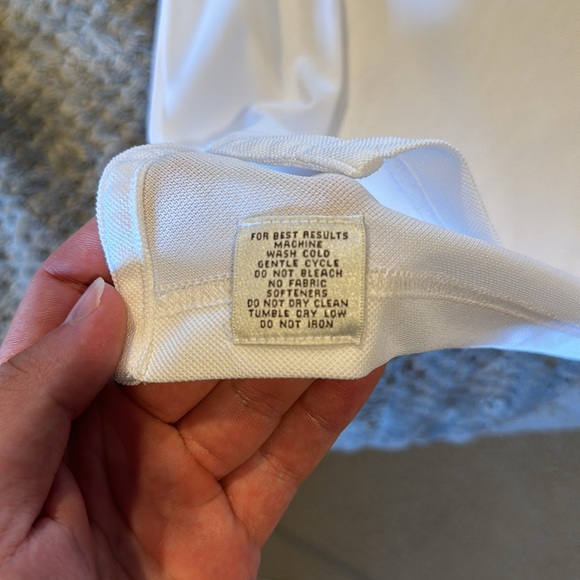 FOR BEST RESULTS
MACHINE
WASH COLD
GENTLE CYCLE
DO NOT BLEACH
NO FABRIC
SOFTENERS
DO NOT DRY CLEAN
TUMBLE DRY LOW
DO NOT IRON